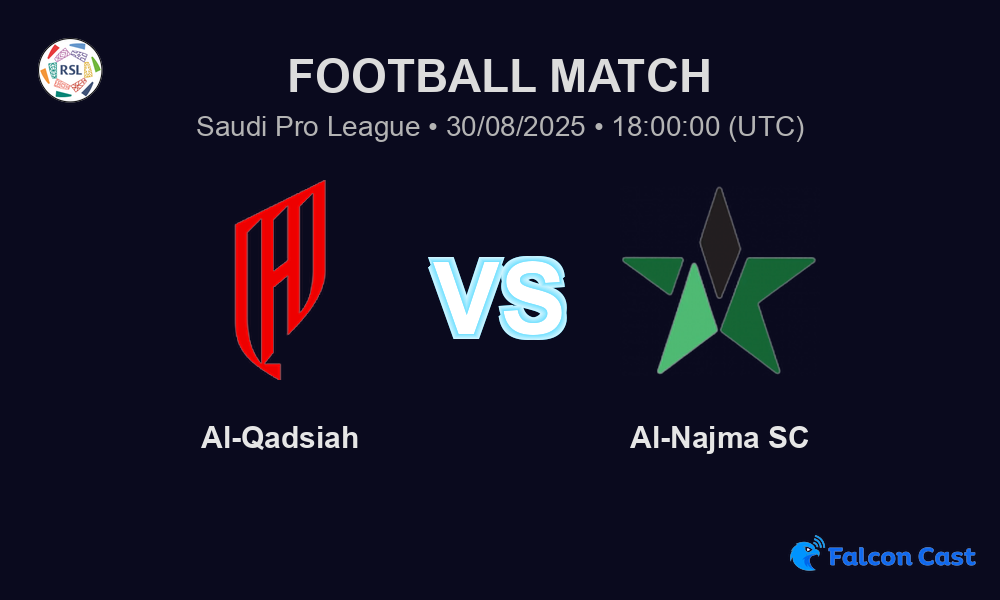 RSL
FOOTBALL MATCH
Saudi Pro League • 30/08/2025 • 18:00:00 (UTC)
VS
Al-Qadsiah
Al-Najma SC
Falcon Cast